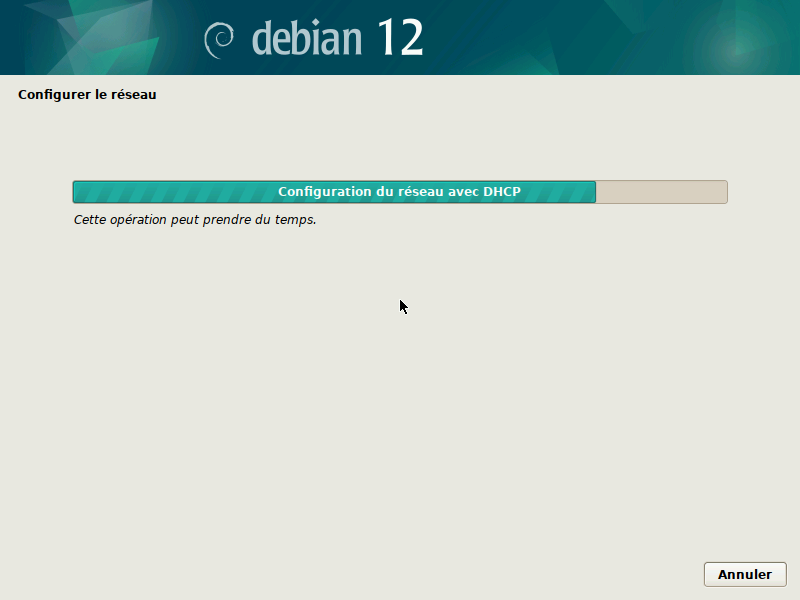 debian 12
Configurer le réseau
Configuration du réseau avec DHCP
Cette opération peut prendre du temps.
Annuler